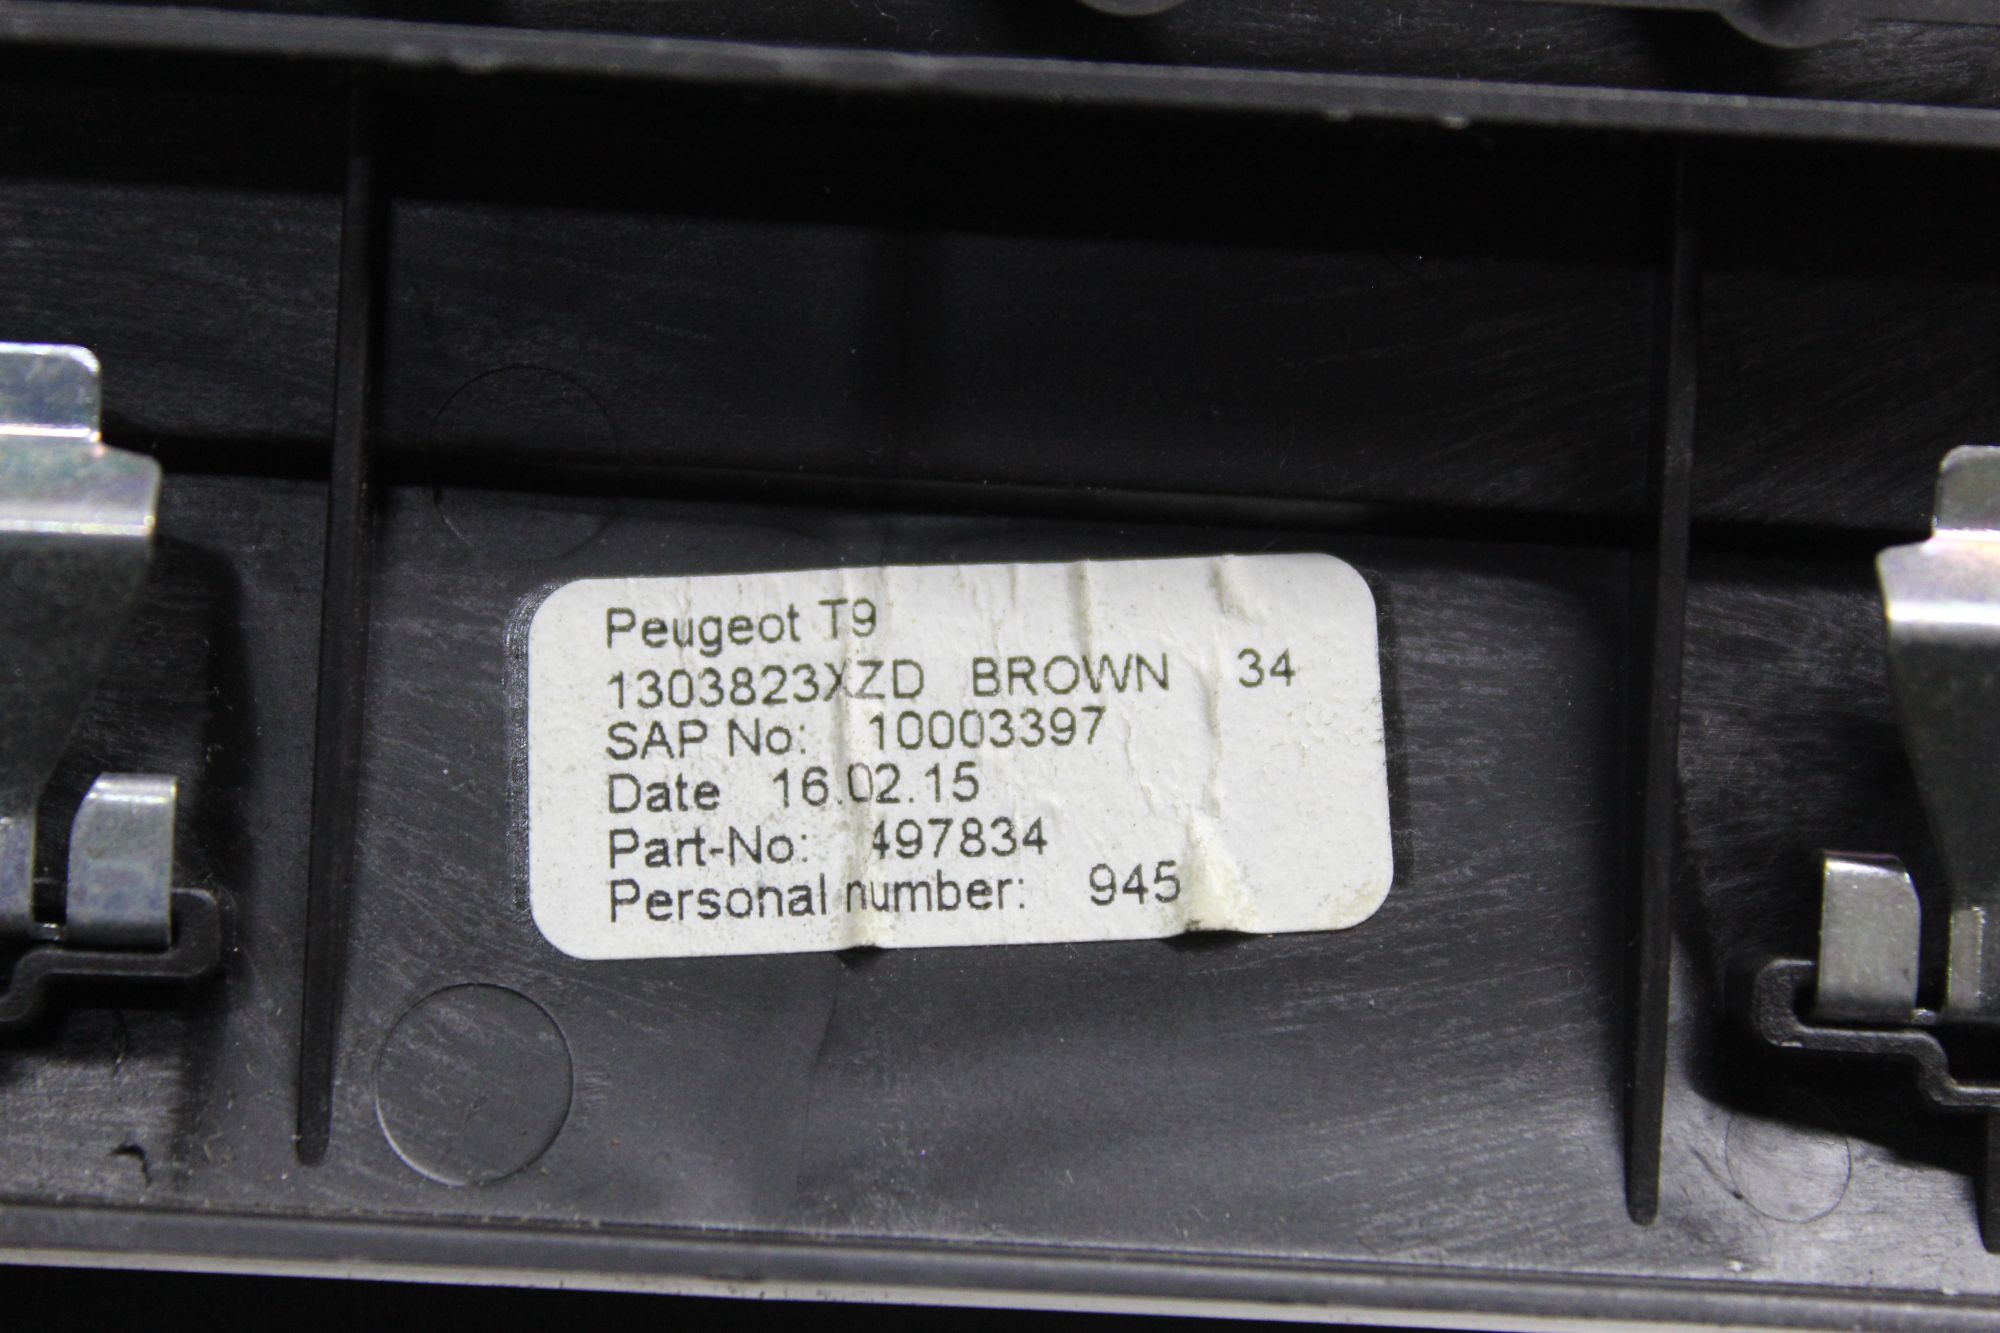 Peugeot T9
1303823XZD BROWN 34
SAP No: 10003397
Date 16.02.15
Part-No: 497834
Personal number: 945